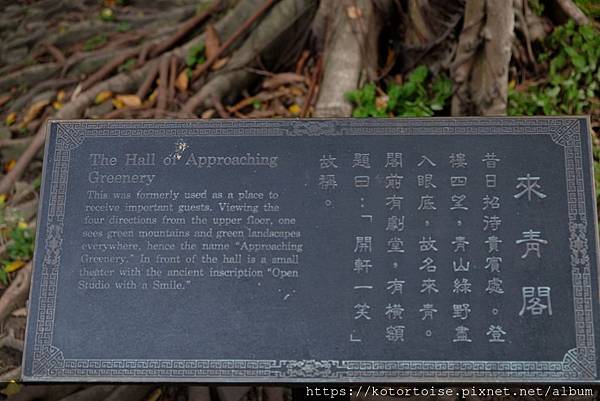 The Hall of Approaching
Greenery
This was formerly used as a place to
receive important guests. Viewing the
four directions from the upper floor, one
sees green mountains and green landscapes
everywhere, hence the name "Approaching
Greenery." In front of the hall is a small
theater with the ancient inscription "Open
Studio with a Smile."
來青閣
昔日招待貴賓處。登
樓四望，青山綠野盡
入眼底，故名來青。
閣前有劇堂，有橫額
題曰：「開軒一笑」
故稱。
https://kotortoise.pixnet.net/album